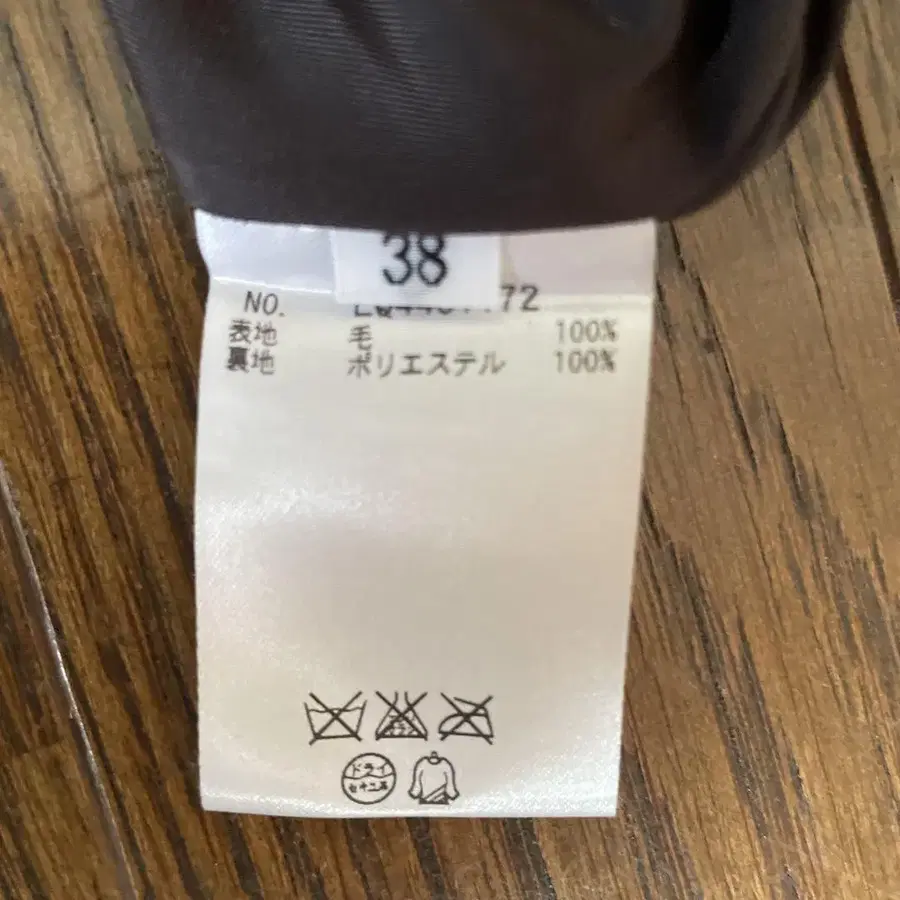 38
NO.
表地 毛 100%
裏地 ポリエステル 100%
ドライ
セキユ系